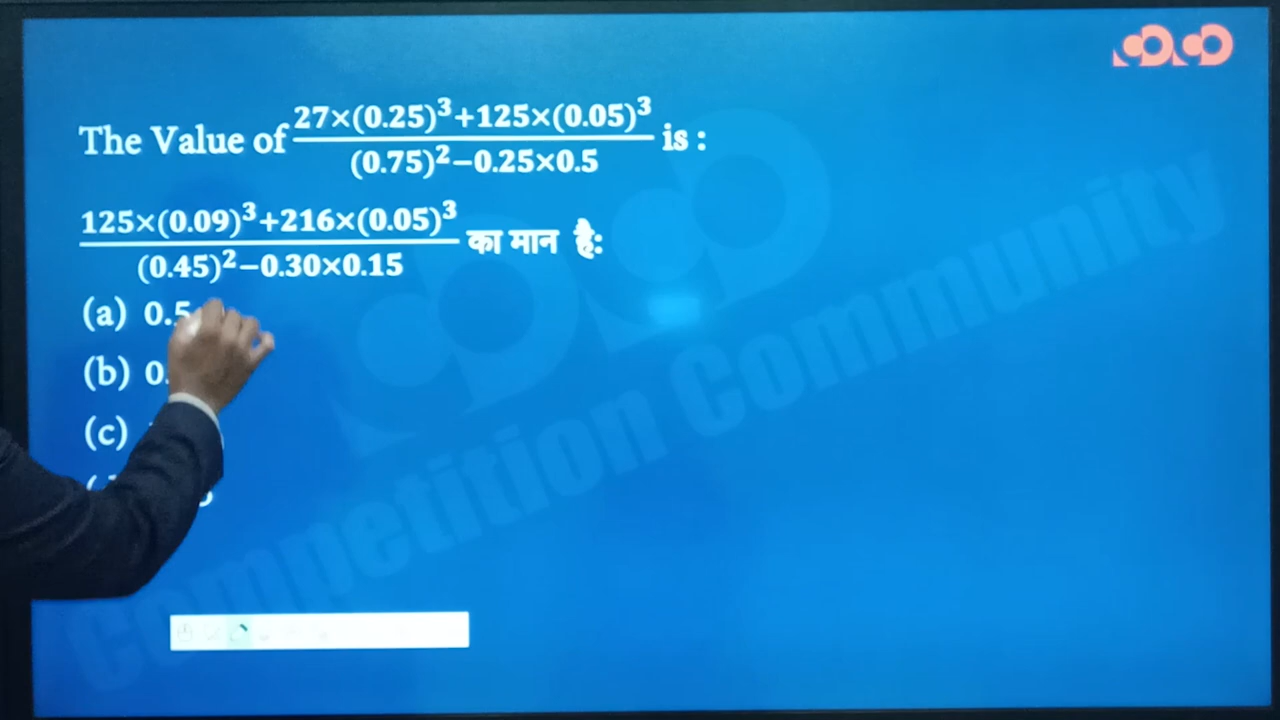 The Value of 27×(0.25)³+125×(0.05)³ / (0.75)²−0.25×0.5 is :
125×(0.09)³+216×(0.05)³ / (0.45)²−0.30×0.15 का मान है:
(a) 0.5
(b) 0.
(c)
Competition Community